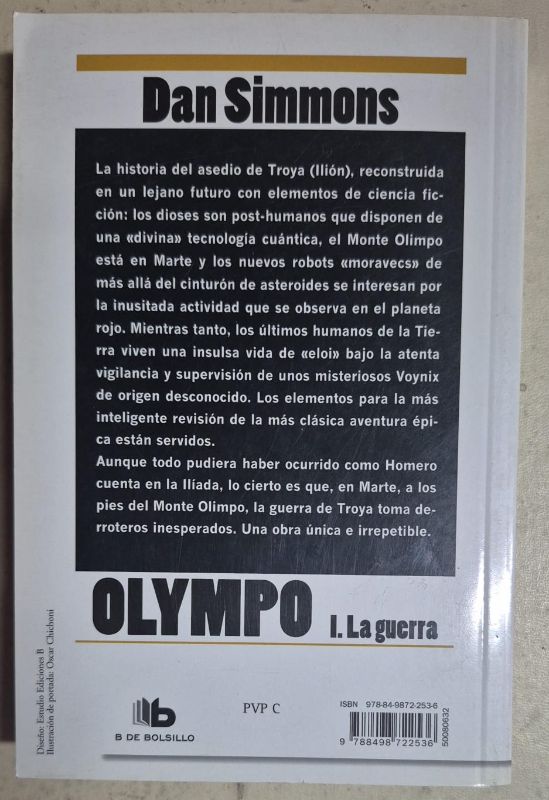 Dan Simmons
La historia del asedio de Troya (Ilión), reconstruida
en un lejano futuro con elementos de ciencia fic-
ción: los dioses son post-humanos que disponen de
una «divina» tecnología cuántica, el Monte Olimpo
está en Marte y los nuevos robots «moravecs» de
más allá del cinturón de asteroides se interesan por
la inusitada actividad que se observa en el planeta
rojo. Mientras tanto, los últimos humanos de la Tie-
rra viven una insulsa vida de «eloi» bajo la atenta
vigilancia y supervisión de unos misteriosos Voynix
de origen desconocido. Los elementos para la más
inteligente revisión de la más clásica aventura épi-
ca están servidos.
Aunque todo pudiera haber ocurrido como Homero
cuenta en la Ilíada, lo cierto es que, en Marte, a los
pies del Monte Olimpo, la guerra de Troya toma de-
rroteros inesperados. Una obra única e irrepetible.
OLYMPO I. La guerra
Diseño: Estudio Ediciones B
Ilustración de portada: Oscar Chichoni
b
B DE BOLSILLO
PVP C
ISBN 978-84-9872-253-6
9 788498 722536
50080632